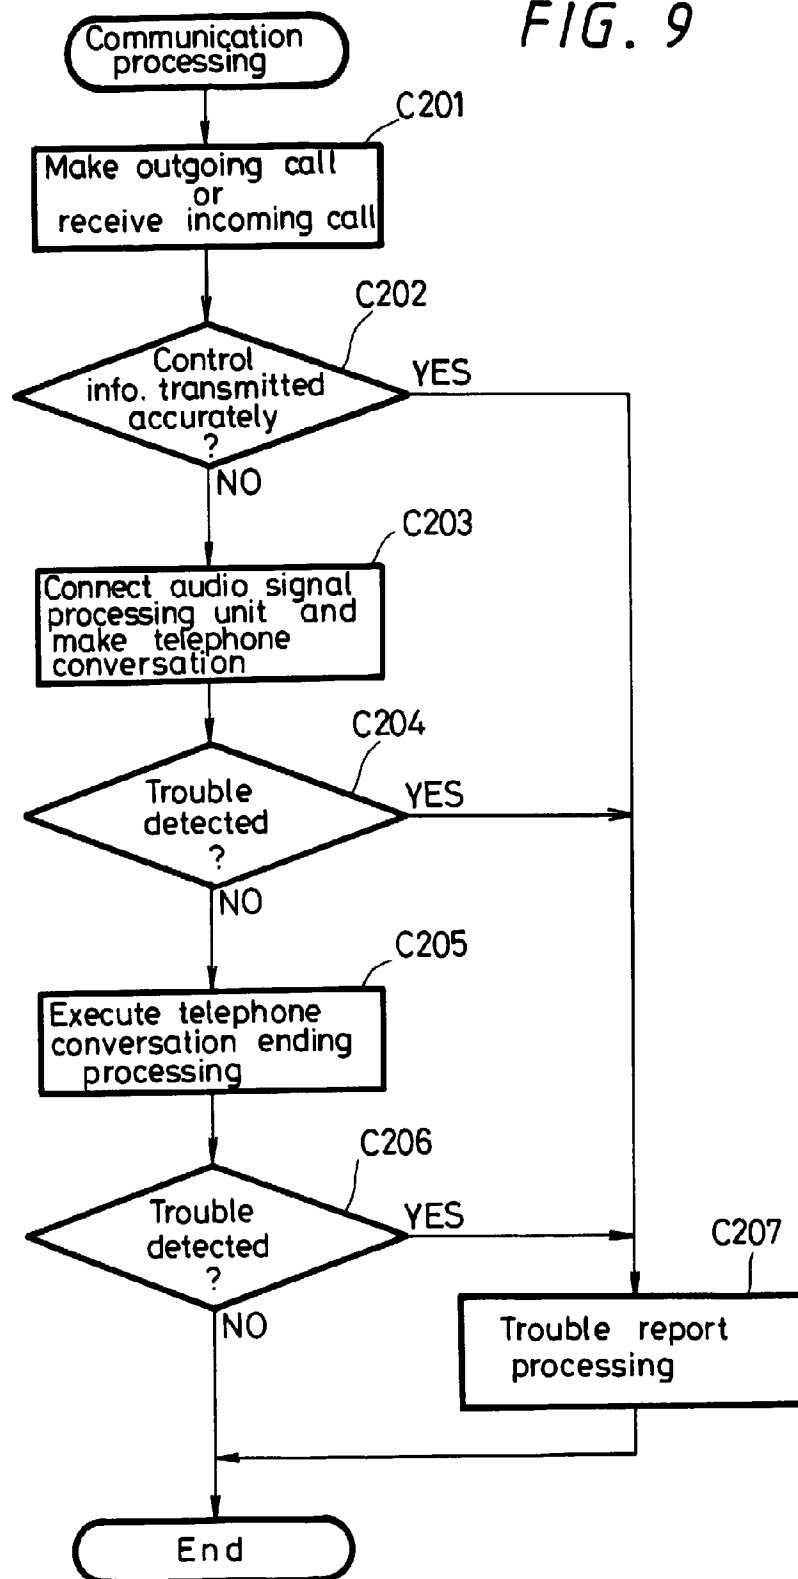 FIG. 9
Communication
processing
C201
Make outgoing call
or
receive incoming call
C202
Control
info. transmitted
accurately
?
YES
NO
C203
Connect audio signal
processing unit and
make telephone
conversation
C204
Trouble
detected
?
YES
NO
C205
Execute telephone
conversation ending
processing
C206
Trouble
detected
?
YES
NO
C207
Trouble report
processing
End